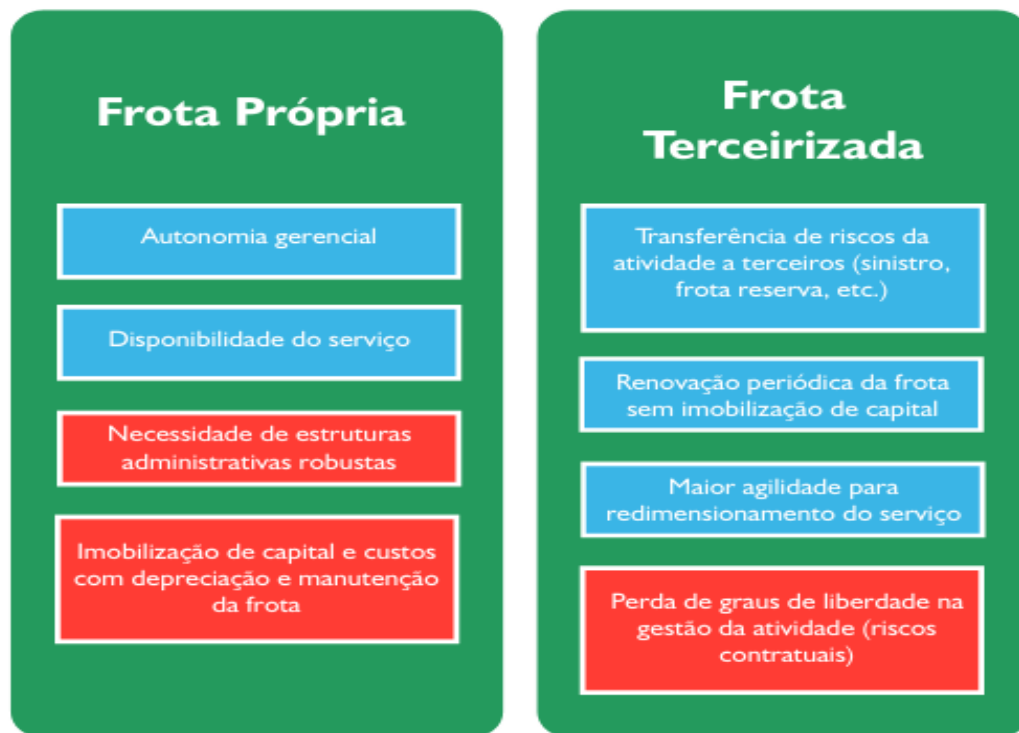 Frota Própria
Autonomia gerencial
Disponibilidade do serviço
Necessidade de estruturas
administrativas robustas
Imobilização de capital e custos
com depreciação e manutenção
da frota
Frota
Terceirizada
Transferência de riscos da
atividade a terceiros (sinistro,
frota reserva, etc.)
Renovação periódica da frota
sem imobilização de capital
Maior agilidade para
redimensionamento do serviço
Perda de graus de liberdade na
gestão da atividade (riscos
contratuais)